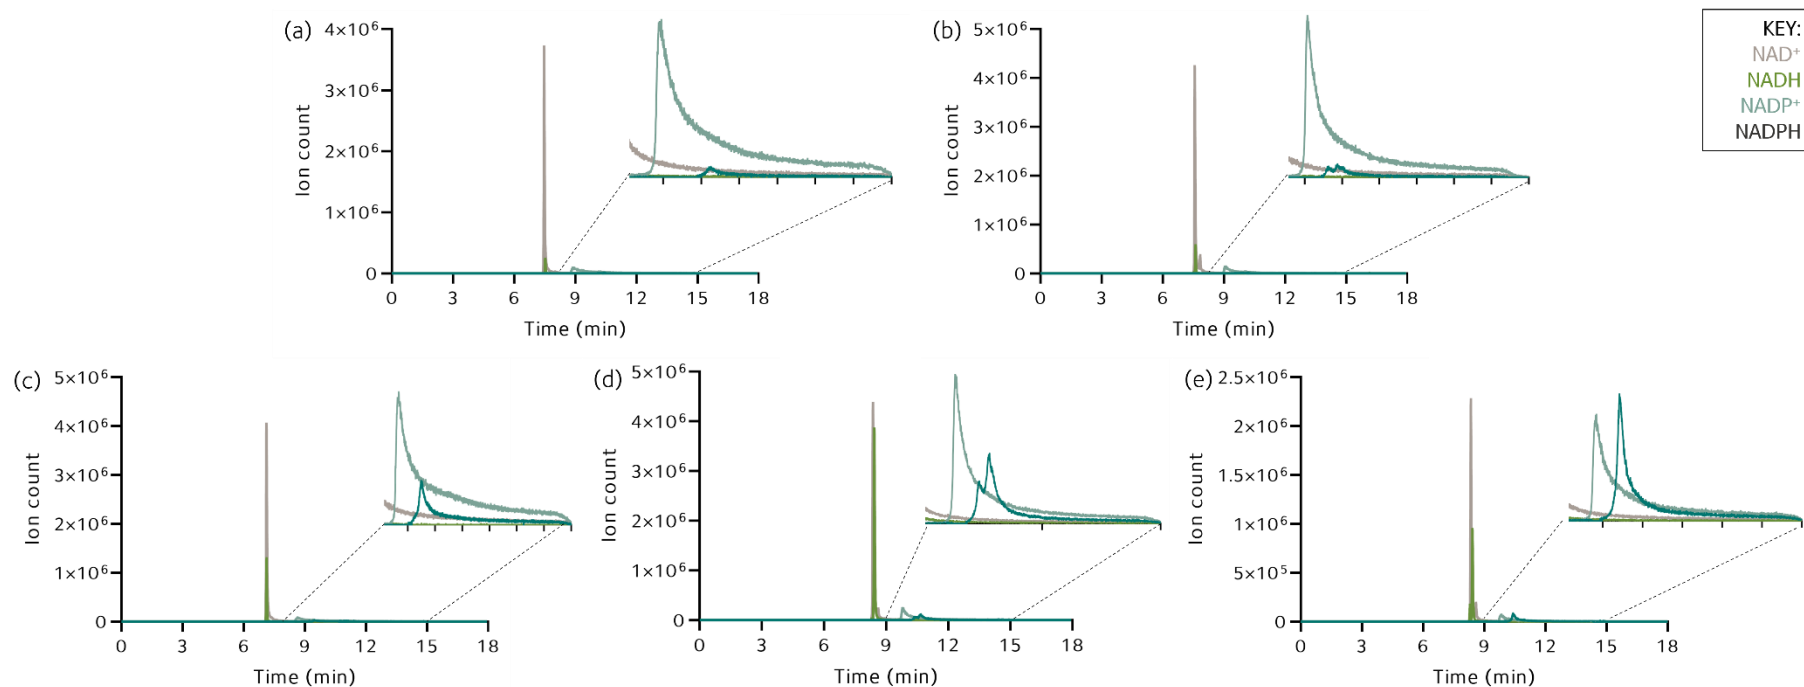 (a)
4×10⁶
3×10⁶
2×10⁶
1×10⁶
0
Ion count
0 3 6 9 12 15 18
Time (min)
(b)
5×10⁶
4×10⁶
3×10⁶
2×10⁶
1×10⁶
0
Ion count
0 3 6 9 12 15 18
Time (min)
KEY:
NAD⁺
NADH
NADP⁺
NADPH
(c)
5×10⁶
4×10⁶
3×10⁶
2×10⁶
1×10⁶
0
Ion count
0 3 6 9 12 15 18
Time (min)
(d)
5×10⁶
4×10⁶
3×10⁶
2×10⁶
1×10⁶
0
Ion count
0 3 6 9 12 15 18
Time (min)
(e)
2.5×10⁶
2×10⁶
1.5×10⁶
1×10⁶
5×10⁵
0
Ion count
0 3 6 9 12 15 18
Time (min)